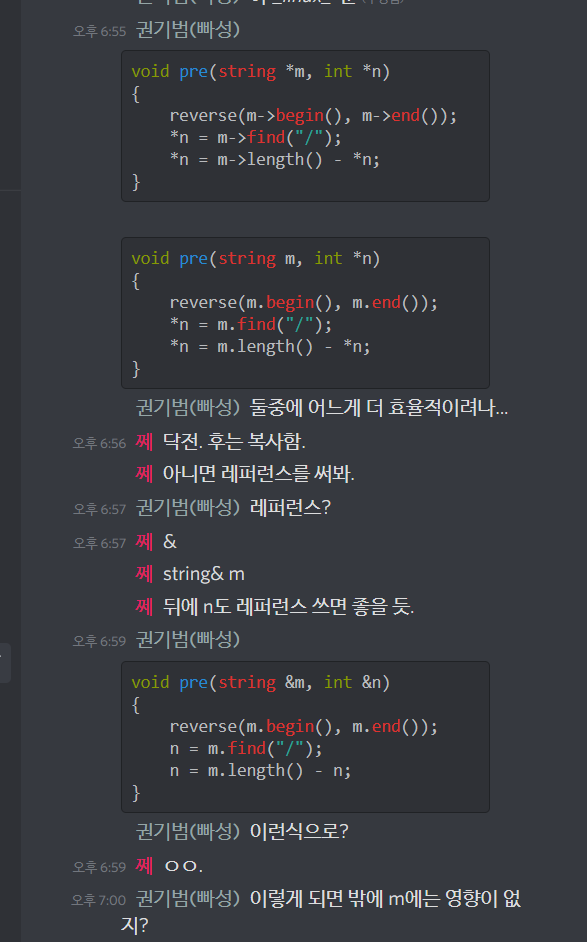 오후 6:55 권기범(빠성)
void pre(string *m, int *n)
{
    reverse(m->begin(), m->end());
    *n = m->find("/");
    *n = m->length() - *n;
}
void pre(string m, int *n)
{
    reverse(m.begin(), m.end());
    *n = m.find("/");
    *n = m.length() - *n;
}
권기범(빠성) 둘중에 어느게 더 효율적이려나...
오후 6:56 쩨 닥전. 후는 복사함.
쩨 아니면 레퍼런스를 써봐.
오후 6:57 권기범(빠성) 레퍼런스?
오후 6:57 쩨 &
쩨 string& m
쩨 뒤에 n도 레퍼런스 쓰면 좋을 듯.
오후 6:59 권기범(빠성)
void pre(string &m, int &n)
{
    reverse(m.begin(), m.end());
    n = m.find("/");
    n = m.length() - n;
}
권기범(빠성) 이런식으로?
오후 6:59 쩨 ㅇㅇ.
오후 7:00 권기범(빠성) 이렇게 되면 밖에 m에는 영향이 없
지?